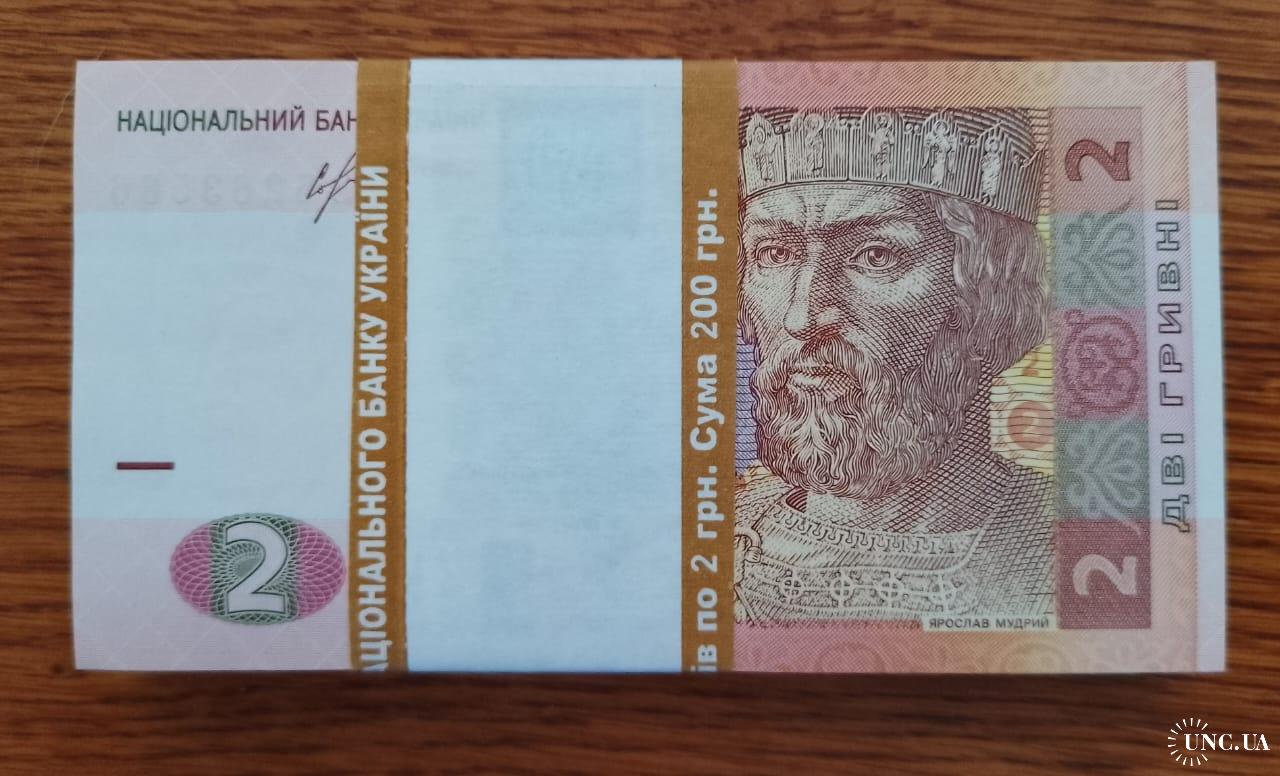 НАЦІОНАЛЬНИЙ БАН
2
АЦІОНАЛЬНОГО БАНКУ УКРАЇНИ
ів по 2 грн. Сума 200 грн.
2
ДВІ ГРИВНІ
2
ЯРОСЛАВ МУДРИЙ
UNC.UA